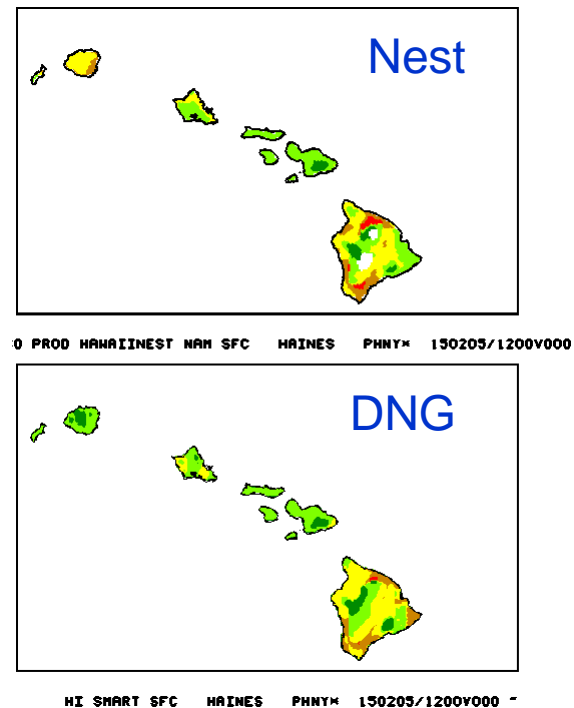 Nest
PROD HAWAIINEST NAM SFC HAINES PHNY* 150205/1200V000
DNG
HI SMART SFC HAINES PHNY* 150205/1200V000